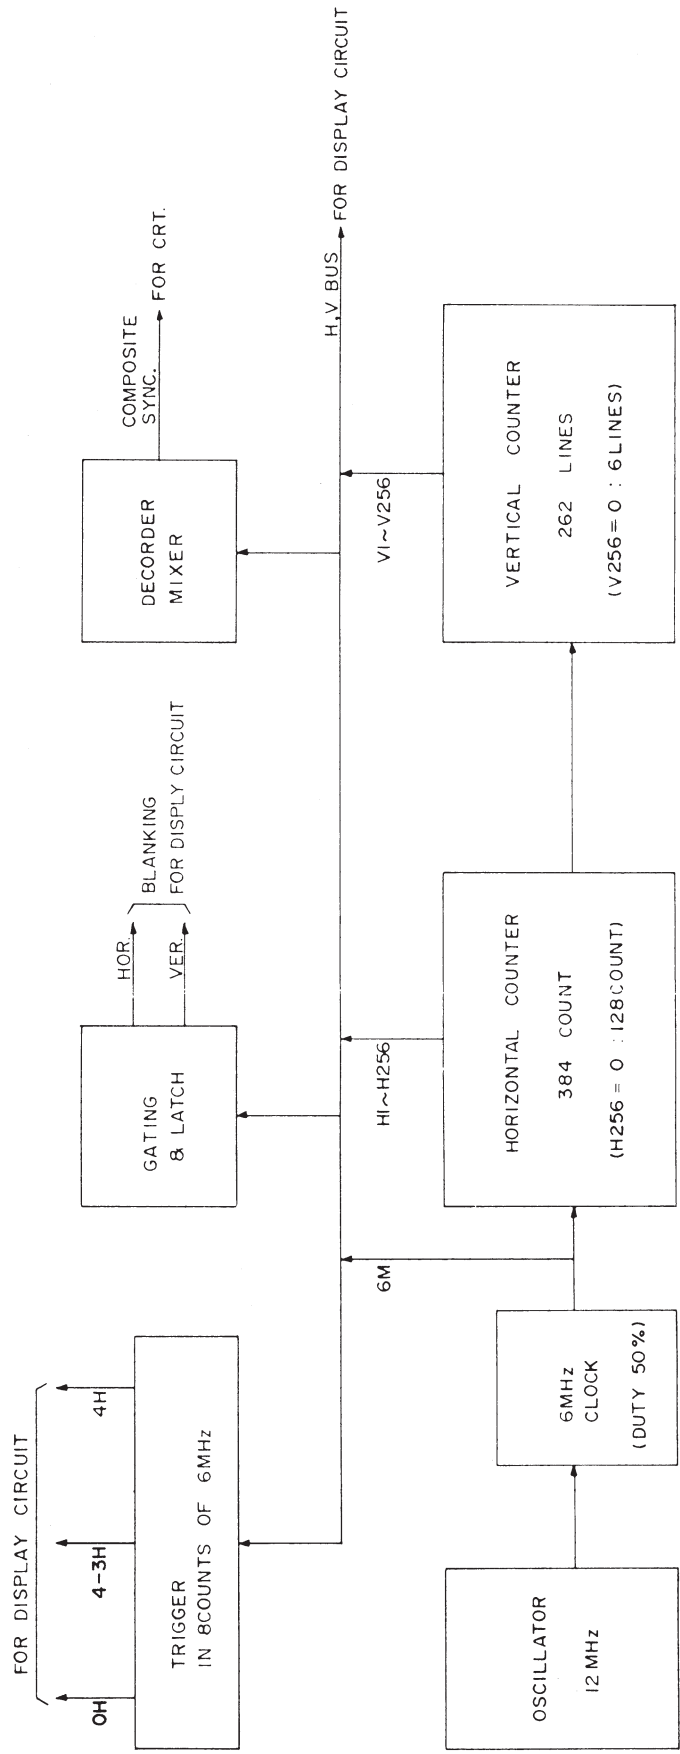 FOR DISPLAY CIRCUIT
OH
4-3H
4H
TRIGGER
IN 8COUNTS OF 6MHz
HOR.
VER.
BLANKING
FOR DISPLY CIRCUIT
GATING
& LATCH
COMPOSITE
SYNC.
FOR CRT.
DECORDER
MIXER
H,V BUS
FOR DISPLAY CIRCUIT
6M
H1~H256
V1~V256
OSCILLATOR
12MHz
6MHz
CLOCK
(DUTY 50%)
HORIZONTAL COUNTER
384 COUNT
(H256 = 0 : 128COUNT)
VERTICAL COUNTER
262 LINES
(V256 = 0 : 6LINES)